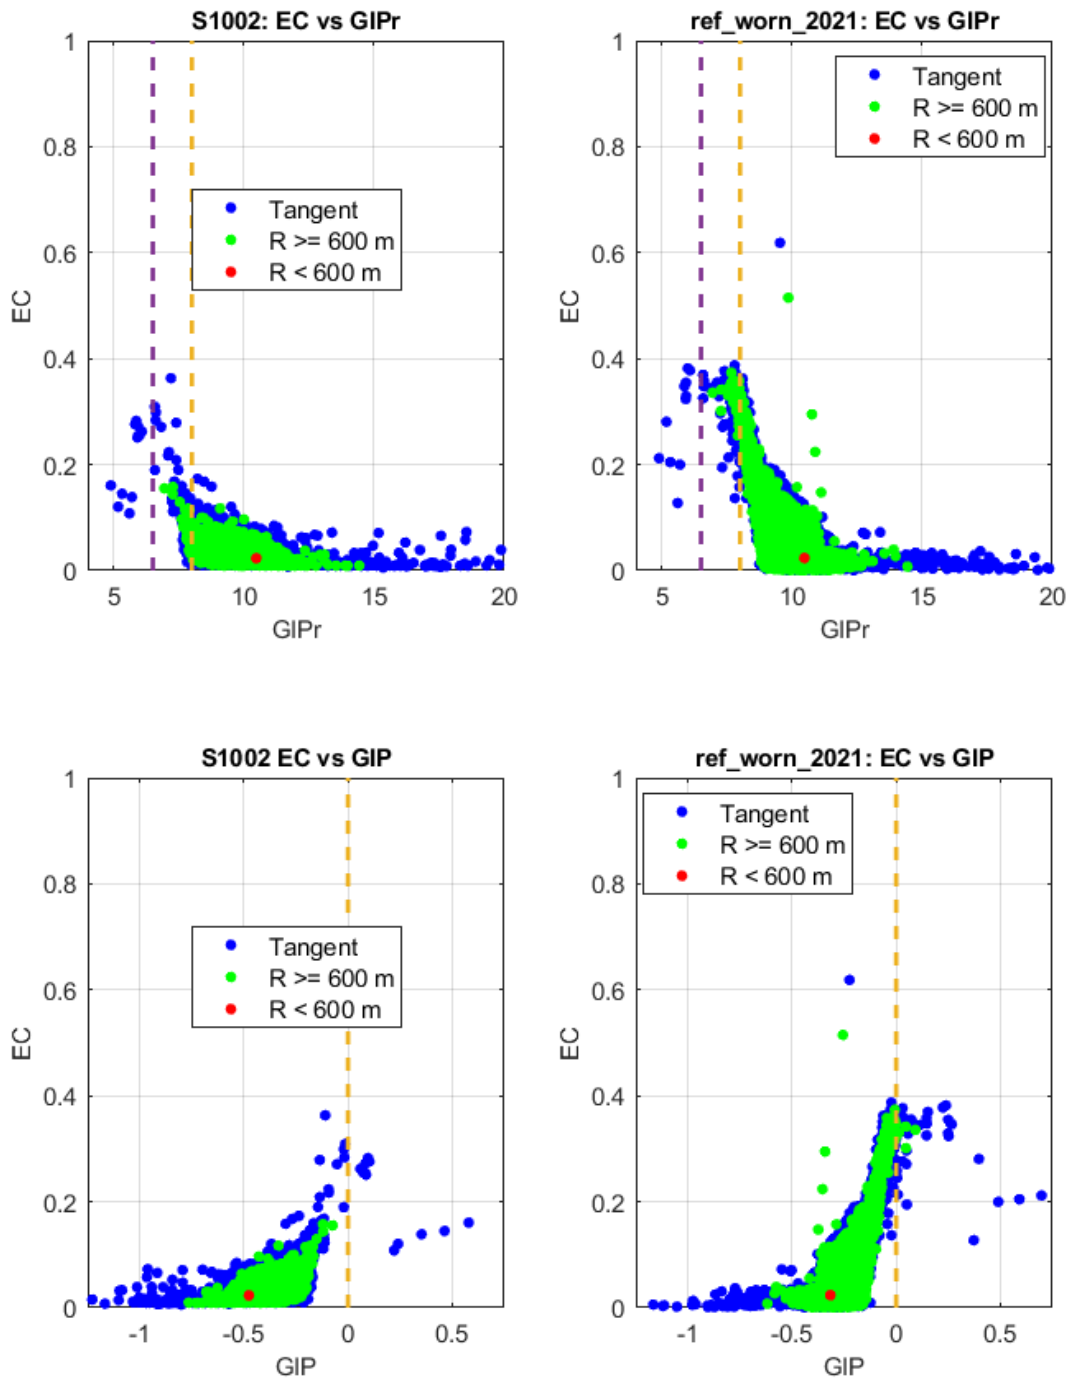 S1002: EC vs GIPr
1
0.8
0.6
0.4
0.2
0
EC
Tangent
R >= 600 m
R < 600 m
5
10
15
20
GIPr
ref_worn_2021: EC vs GIPr
1
0.8
0.6
0.4
0.2
0
EC
Tangent
R >= 600 m
R < 600 m
5
10
15
20
GIPr
S1002 EC vs GIP
1
0.8
0.6
0.4
0.2
0
EC
Tangent
R >= 600 m
R < 600 m
-1
-0.5
0
0.5
GIP
ref_worn_2021: EC vs GIP
1
0.8
0.6
0.4
0.2
0
EC
Tangent
R >= 600 m
R < 600 m
-1
-0.5
0
0.5
GIP